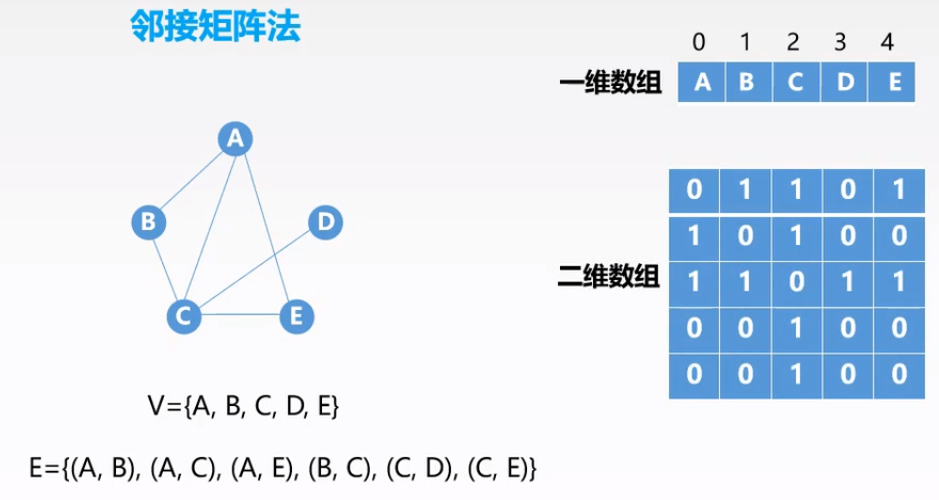 邻接矩阵法
0 1 2 3 4
一维数组 A B C D E
A
B D
C E
二维数组
0 1 1 0 1
1 0 1 0 0
1 1 0 1 1
0 0 1 0 0
0 0 1 0 0
V={A, B, C, D, E}
E={(A, B), (A, C), (A, E), (B, C), (C, D), (C, E)}